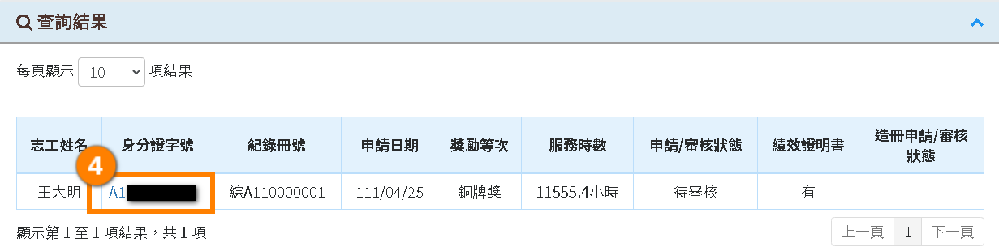 查詢結果
每頁顯示 10 項結果
志工姓名 身分證字號 紀錄冊號 申請日期 獎勵等次 服務時數 申請/審核狀態 績效證明書 造冊申請/審核
狀態
4
王大明 A1 綜A110000001 111/04/25 銅牌獎 11555.4小時 待審核 有
顯示第 1 至 1 項結果，共 1 項
上一頁 1 下一頁